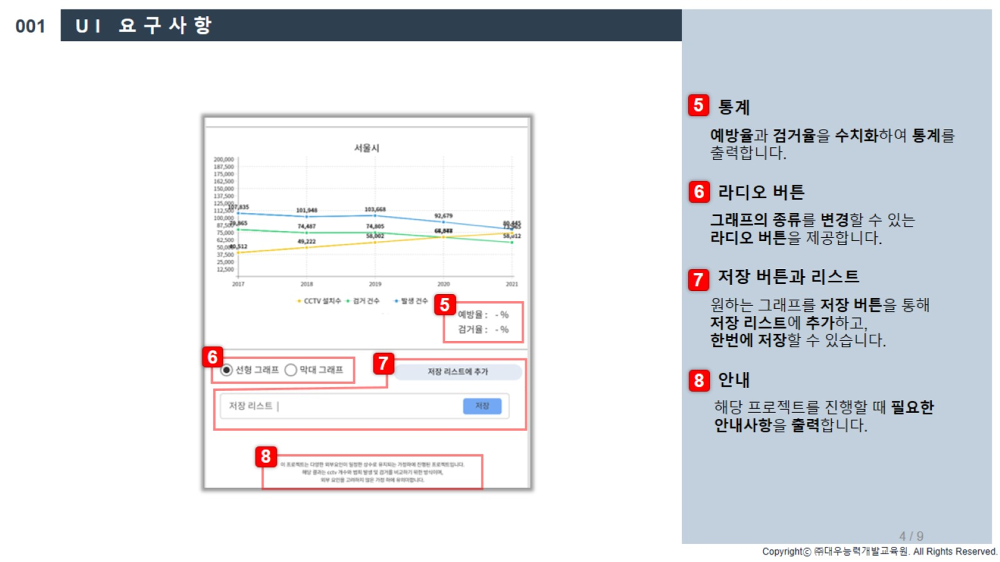 001
UI 요구사항
서울시
200,000
187,500
175,000
162,500
150,000
137,500
125,000
112,500
100,000
87,500
75,000
62,500
50,000
37,500
25,000
12,500
107,835
101,948
103,668
92,679
80,445
79,865
74,487
74,805
73,965
58,012
40,512
49,222
58,002
2017
2018
2019
2020
2021
CCTV 설치수
검거 건수
발생 건수
5
예방율 : - %
검거율 : - %
6
선형 그래프
막대 그래프
7
저장 리스트에 추가
저장 리스트 |
저장
8
이 프로젝트는 다양한 외부요인이 일정한 상수로 유지되는 가정하에 진행된 프로젝트입니다.
해당 결과는 cctv 개수와 범죄 발생 및 검거를 비교하기 위한 방식이며,
외부 요인을 고려하지 않은 가정 하에 유의미합니다.
5 통계
예방율과 검거율을 수치화하여 통계를
출력합니다.
6 라디오 버튼
그래프의 종류를 변경할 수 있는
라디오 버튼을 제공합니다.
7 저장 버튼과 리스트
원하는 그래프를 저장 버튼을 통해
저장 리스트에 추가하고,
한번에 저장할 수 있습니다.
8 안내
해당 프로젝트를 진행할 때 필요한
안내사항을 출력합니다.
4 / 9
Copyrightⓒ ㈜대우능력개발교육원. All Rights Reserved.